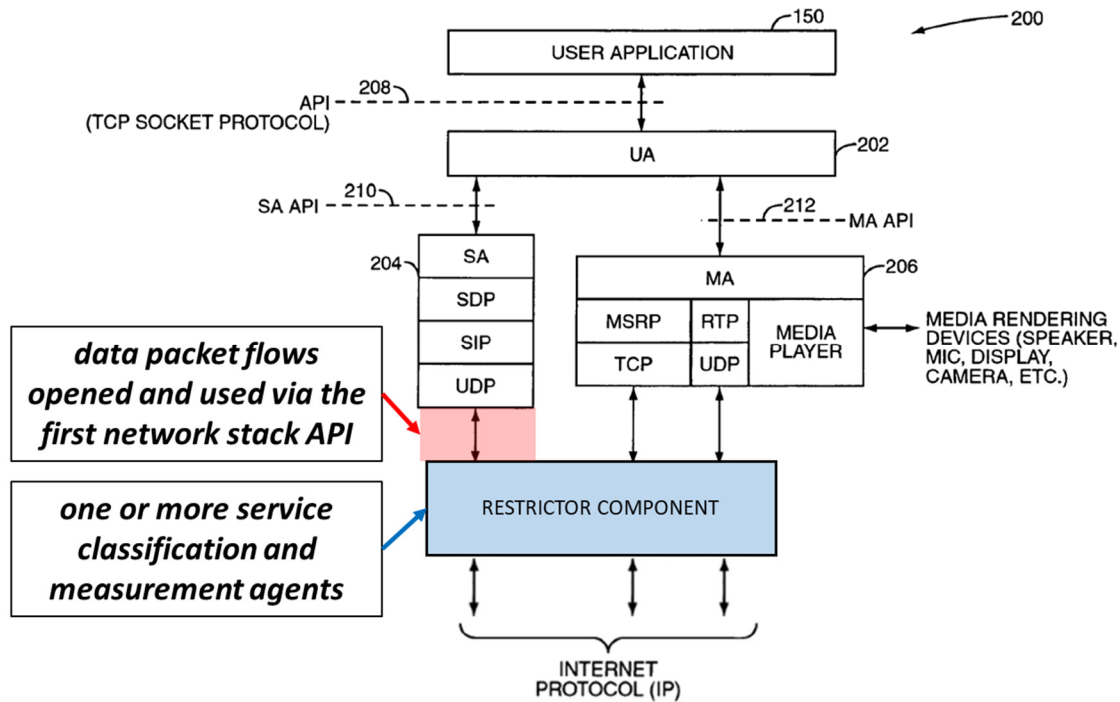 150
200
USER APPLICATION
208
API
(TCP SOCKET PROTOCOL)
UA
202
210
SA API
212
MA API
204
SA
SDP
SIP
UDP
206
MA
MSRP
RTP
TCP
UDP
MEDIA
PLAYER
MEDIA RENDERING
DEVICES (SPEAKER,
MIC, DISPLAY,
CAMERA, ETC.)
data packet flows
opened and used via the
first network stack API
one or more service
classification and
measurement agents
RESTRICTOR COMPONENT
INTERNET
PROTOCOL (IP)